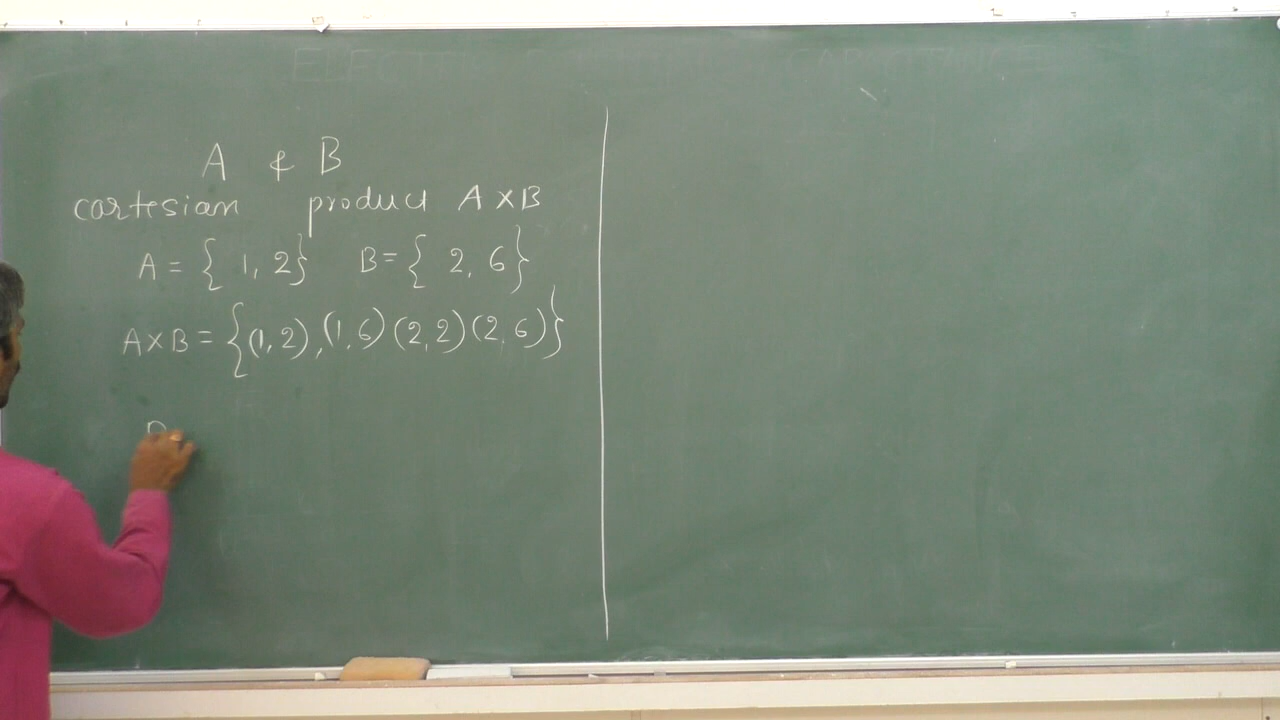 A & B
cartesian product A×B
A = { 1, 2} B = { 2, 6}
A×B = {(1, 2), (1, 6) (2, 2) (2, 6)}